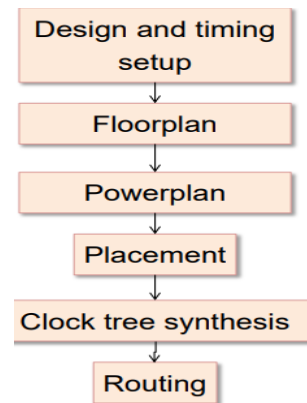 Design and timing
setup
Floorplan
Powerplan
Placement
Clock tree synthesis
Routing